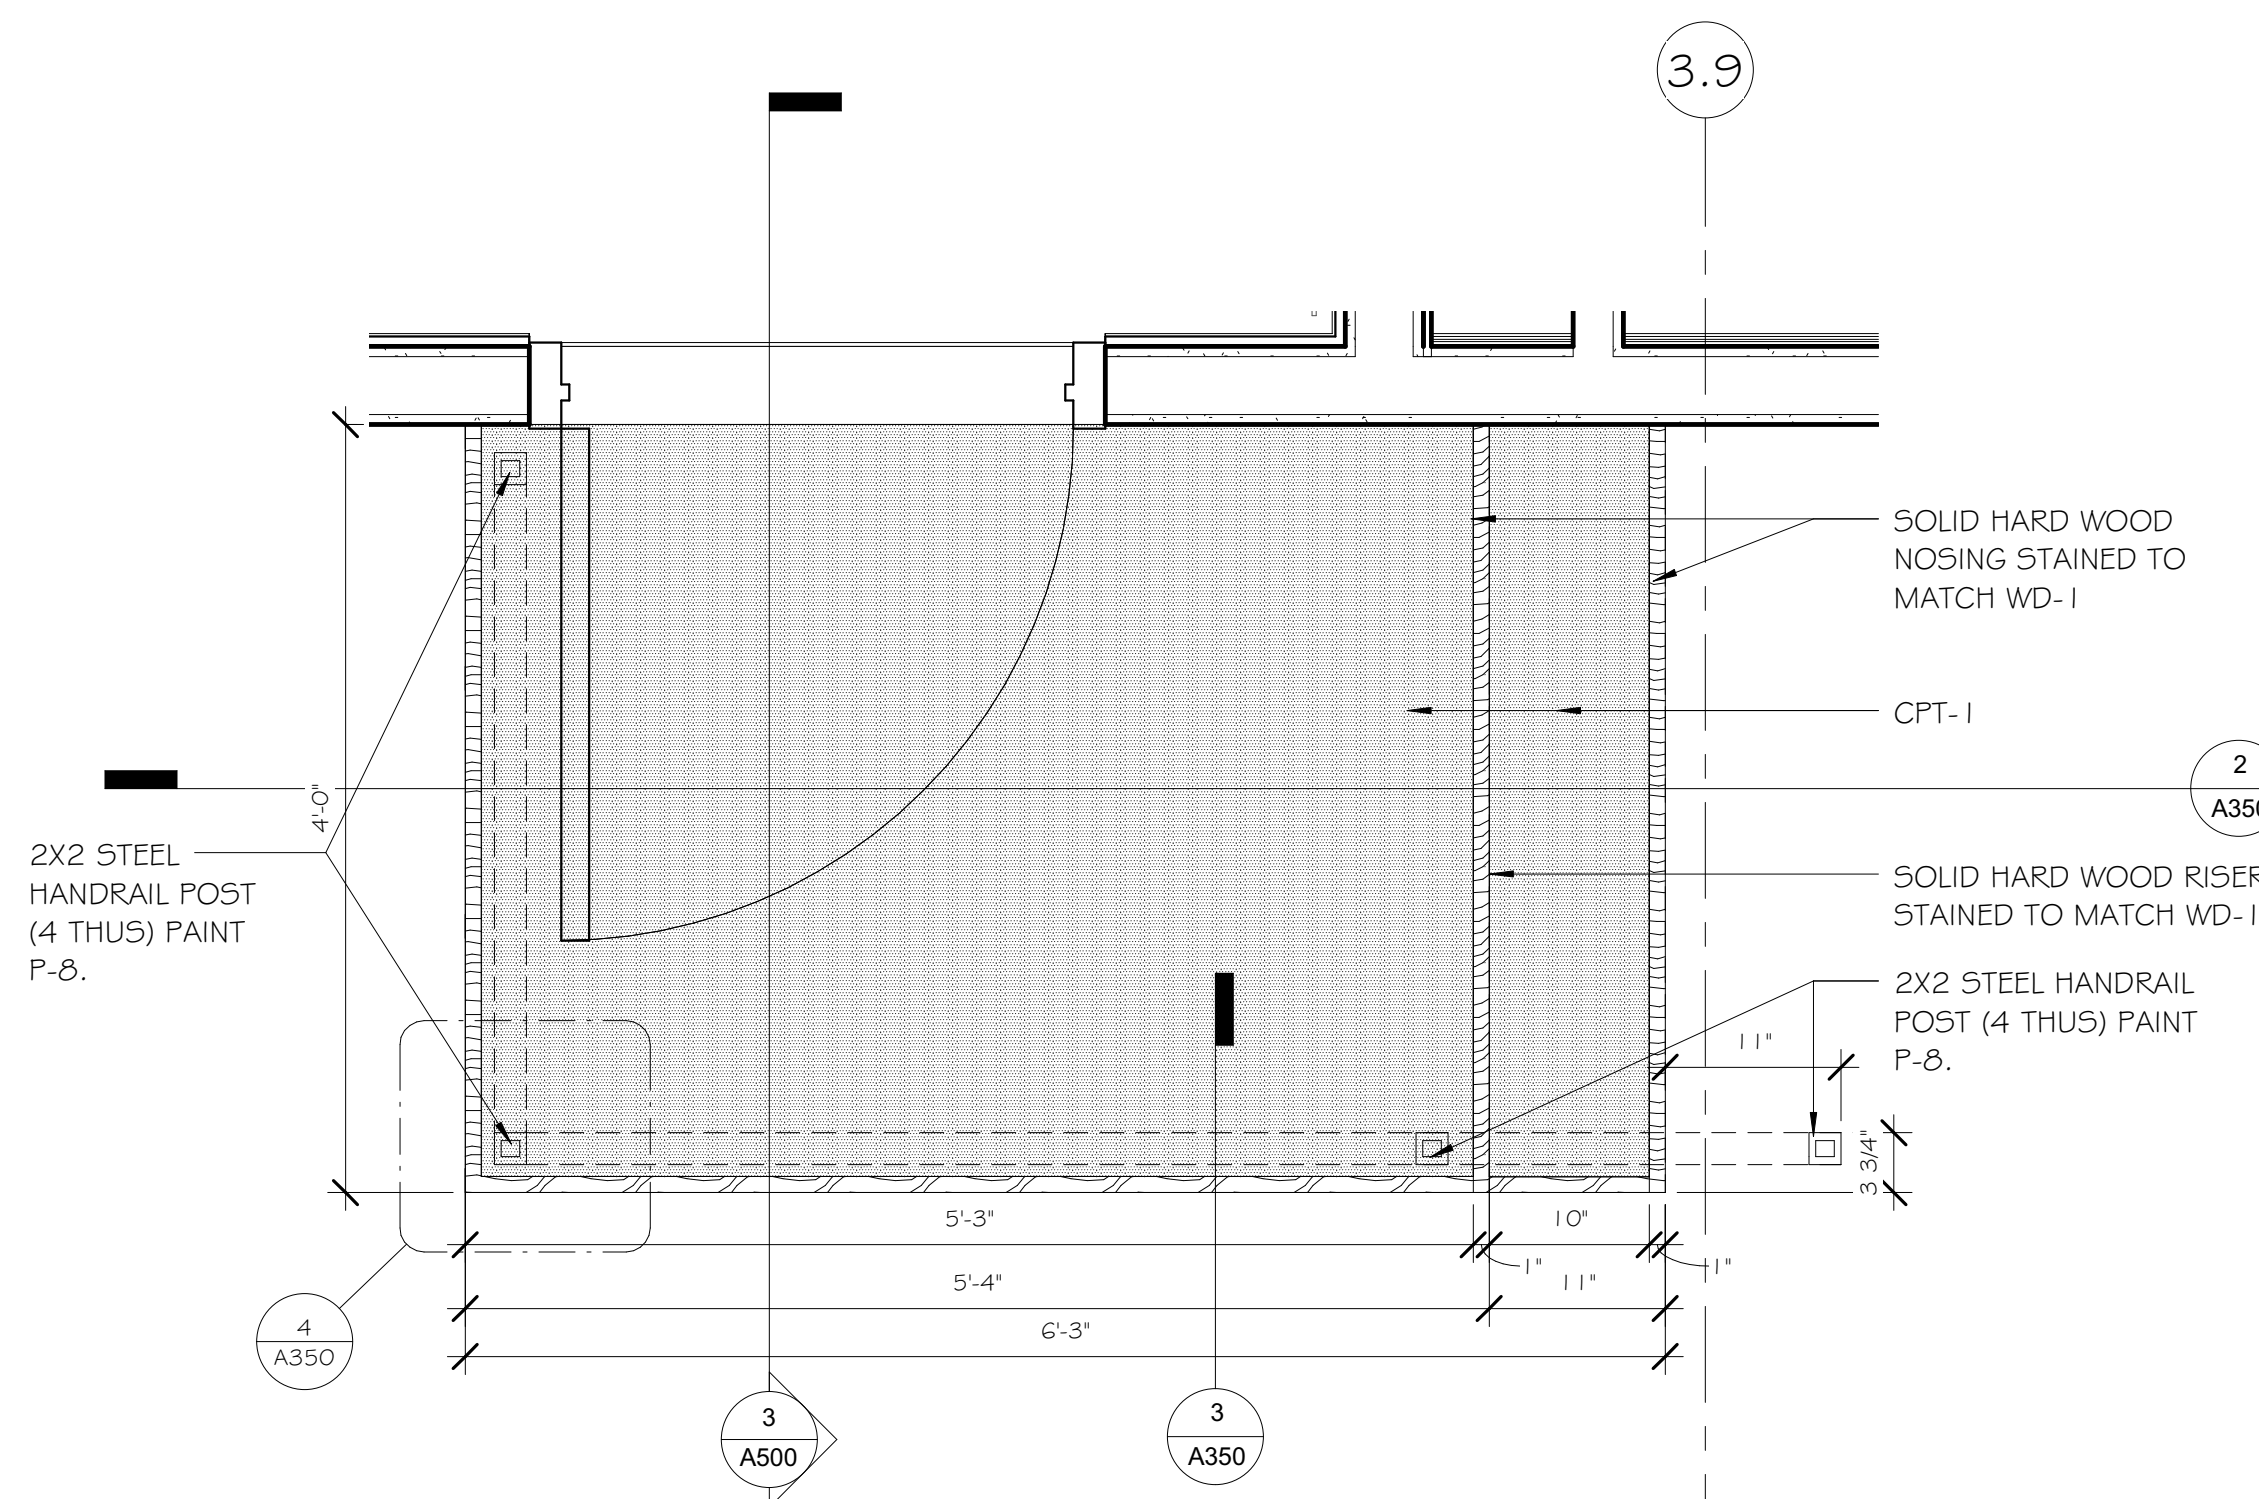 3.9
SOLID HARD WOOD
NOSING STAINED TO
MATCH WD-1
CPT-1
2
A350
4'-0"
2X2 STEEL
HANDRAIL POST
(4 THUS) PAINT
P-8.
SOLID HARD WOOD RISER
STAINED TO MATCH WD-1
2X2 STEEL HANDRAIL
POST (4 THUS) PAINT
P-8.
11"
3 3/4"
5'-3"
10"
1"
1"
5'-4"
11"
6'-3"
4
A350
3
A500
3
A350